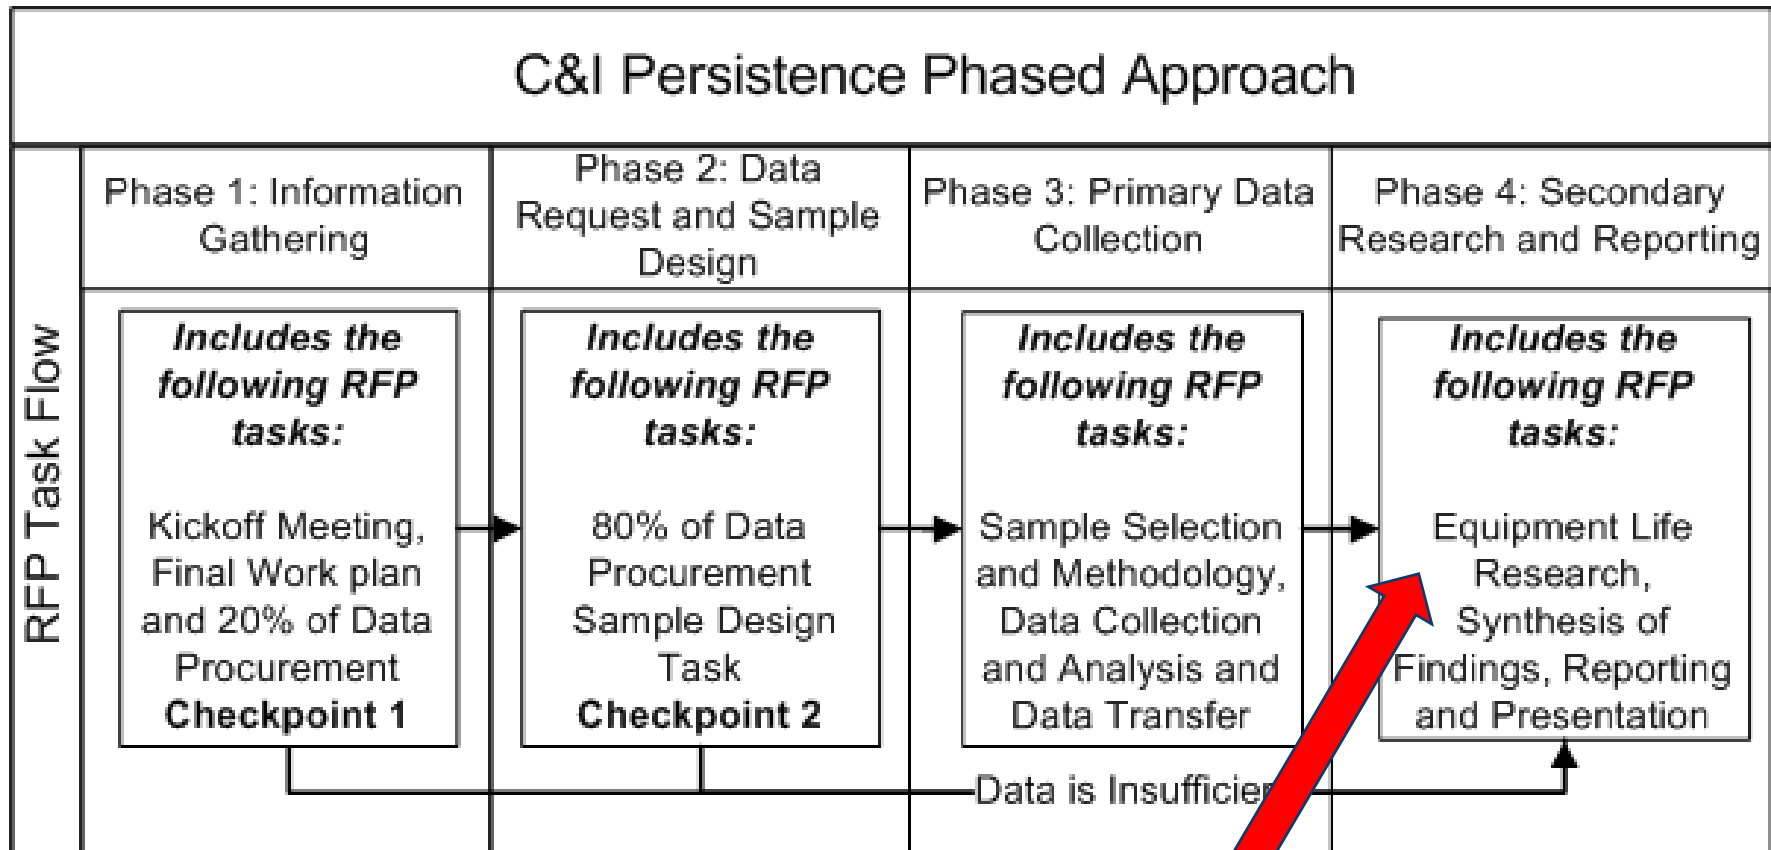 C&I Persistence Phased Approach
RFP Task Flow
Phase 1: Information
Gathering
Phase 2: Data
Request and Sample
Design
Phase 3: Primary Data
Collection
Phase 4: Secondary
Research and Reporting
Includes the
following RFP
tasks:
Kickoff Meeting,
Final Work plan
and 20% of Data
Procurement
Checkpoint 1
Includes the
following RFP
tasks:
80% of Data
Procurement
Sample Design
Task
Checkpoint 2
Includes the
following RFP
tasks:
Sample Selection
and Methodology,
Data Collection
and Analysis and
Data Transfer
Includes the
following RFP
tasks:
Equipment Life
Research,
Synthesis of
Findings, Reporting
and Presentation
Data is